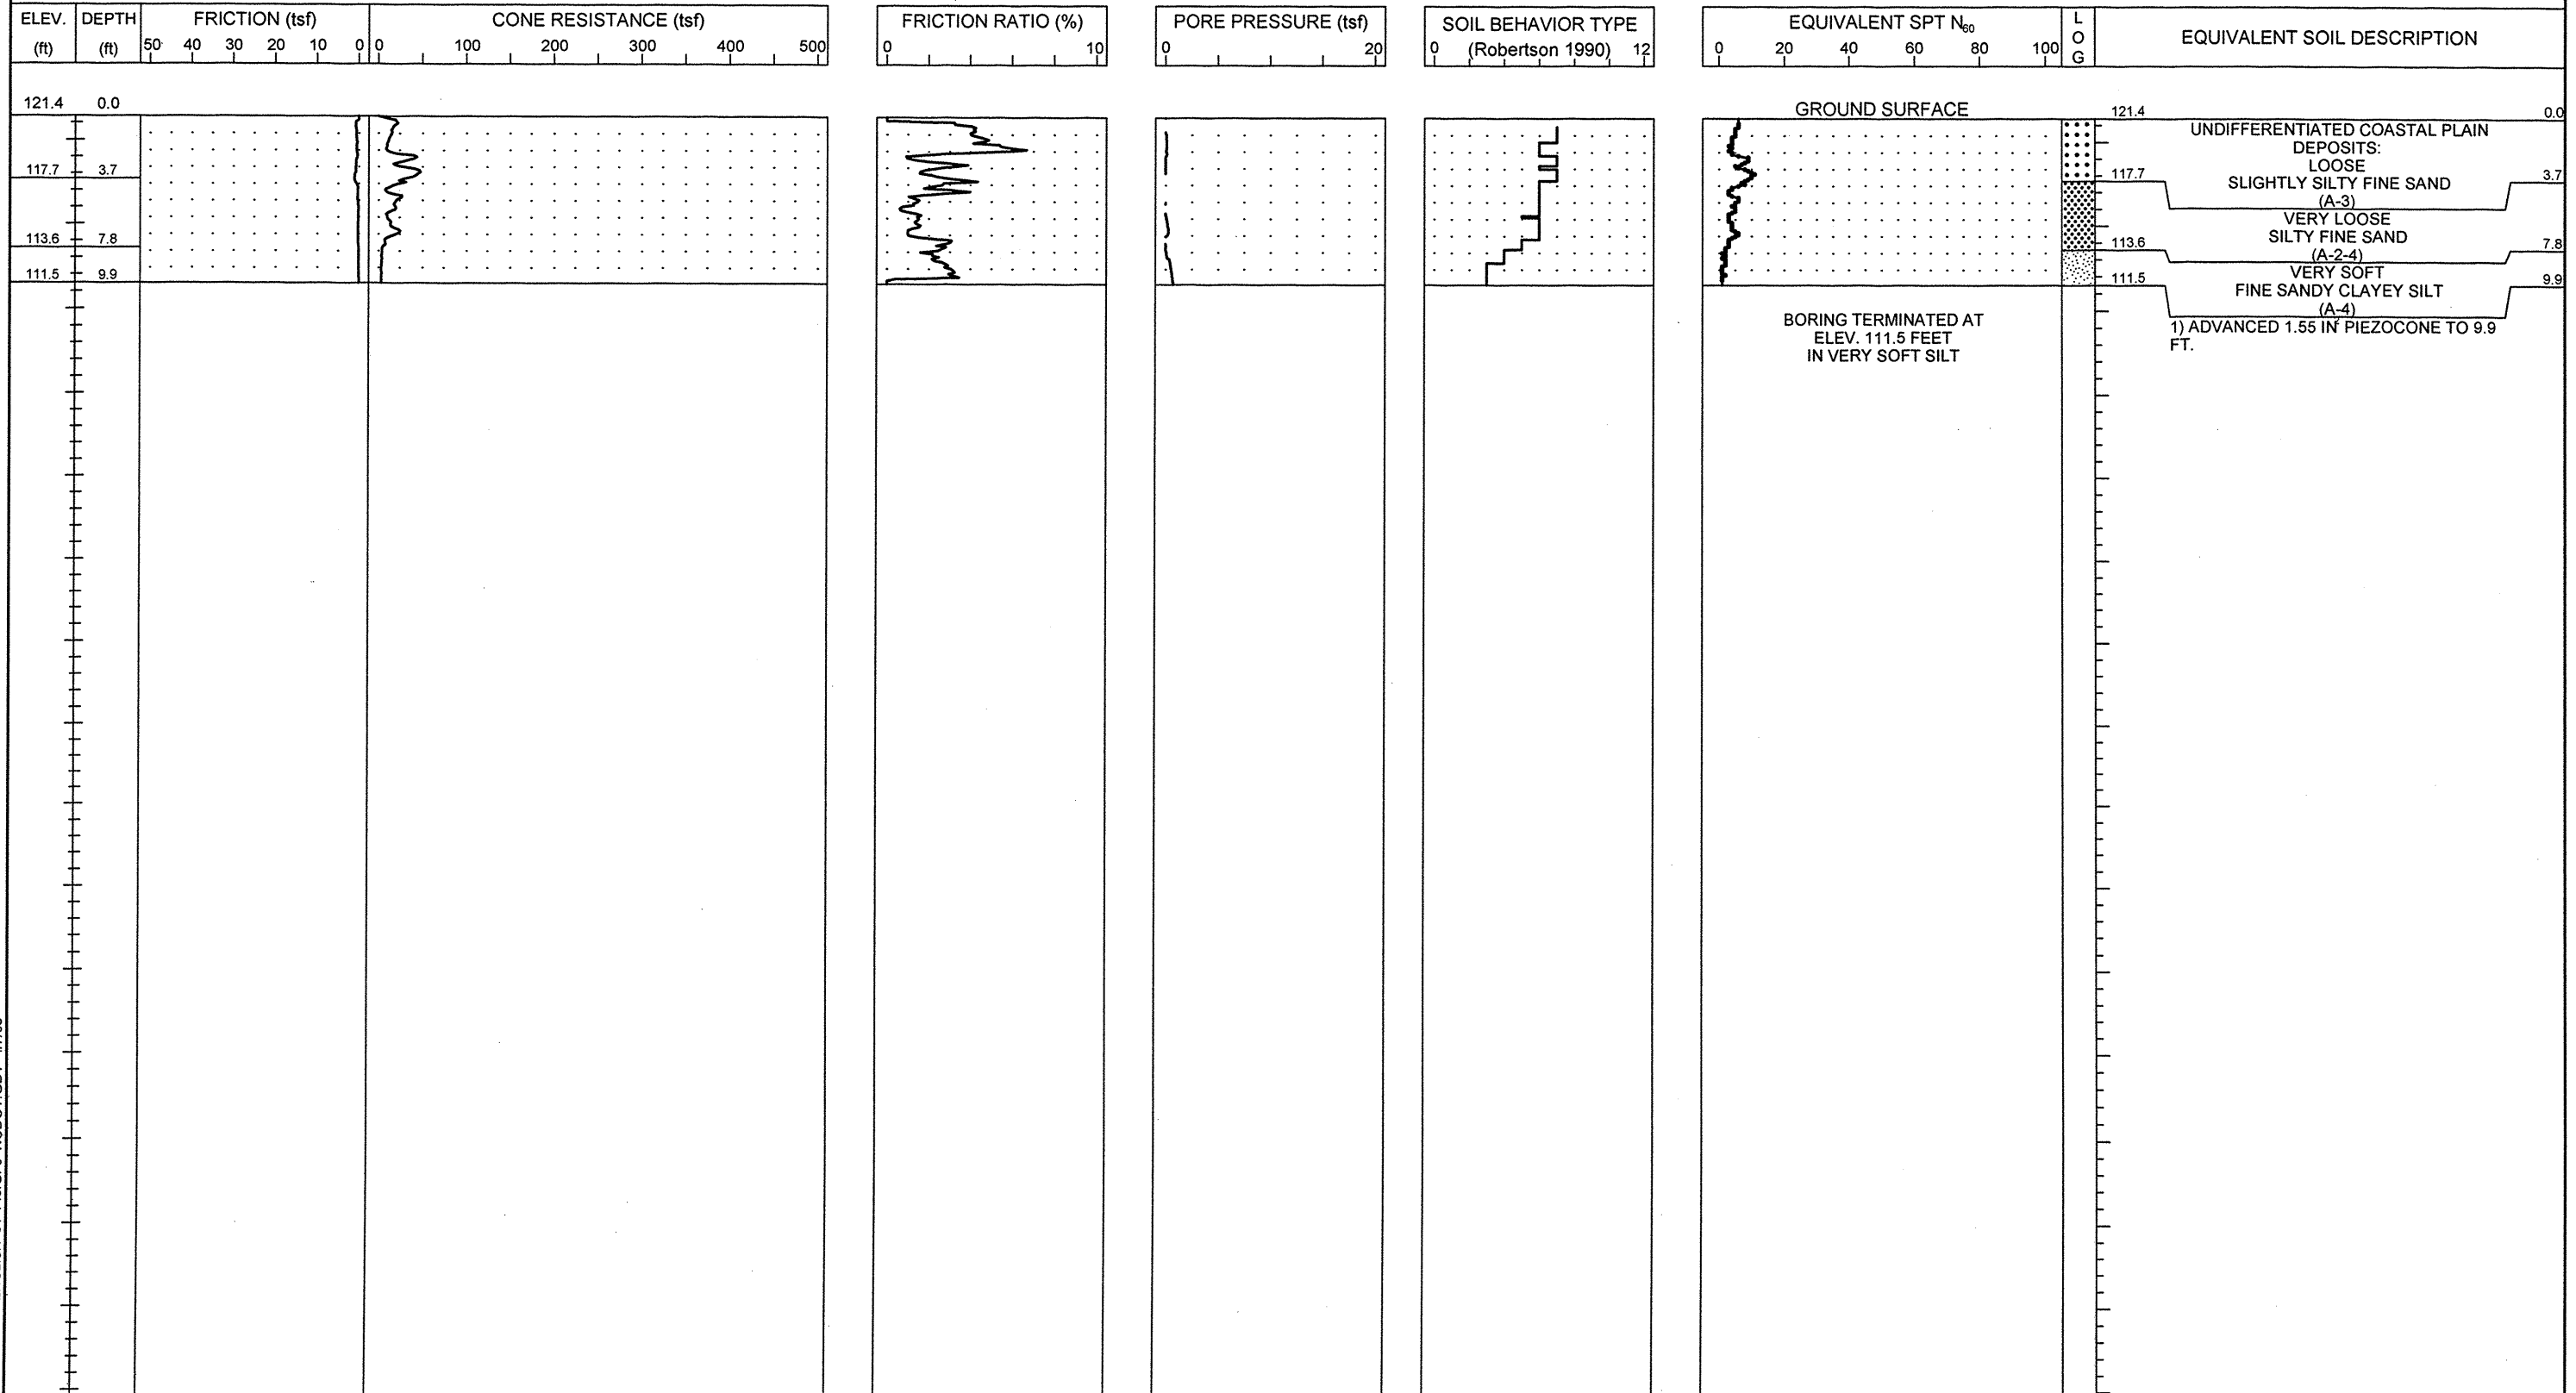 ELEV. (ft)
DEPTH (ft)
FRICTION (tsf)
50 40 30 20 10 0
CONE RESISTANCE (tsf)
0 100 200 300 400 500
FRICTION RATIO (%)
0 10
PORE PRESSURE (tsf)
0 20
SOIL BEHAVIOR TYPE
(Robertson 1990)
0 12
EQUIVALENT SPT N60
0 20 40 60 80 100
L
O
G
EQUIVALENT SOIL DESCRIPTION
121.4 0.0
117.7 3.7
113.6 7.8
111.5 9.9
GROUND SURFACE
BORING TERMINATED AT
ELEV. 111.5 FEET
IN VERY SOFT SILT
121.4 0.0
UNDIFFERENTIATED COASTAL PLAIN
DEPOSITS:
LOOSE
SLIGHTLY SILTY FINE SAND
(A-3)
117.7 3.7
VERY LOOSE
SILTY FINE SAND
(A-2-4)
113.6 7.8
VERY SOFT
FINE SANDY CLAYEY SILT
(A-4)
111.5 9.9
1) ADVANCED 1.55 IN² PIEZOCONE TO 9.9
FT.